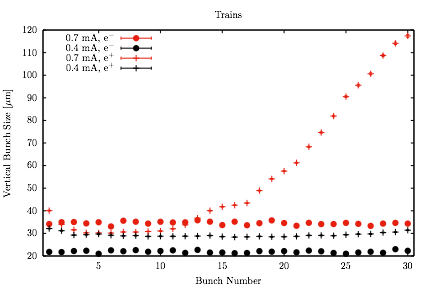 Trains
Vertical Bunch Size [μm]
120
110
100
90
80
70
60
50
40
30
20
0.7 mA, e⁻
0.4 mA, e⁻
0.7 mA, e⁺
0.4 mA, e⁺
5
10
15
20
25
30
Bunch Number